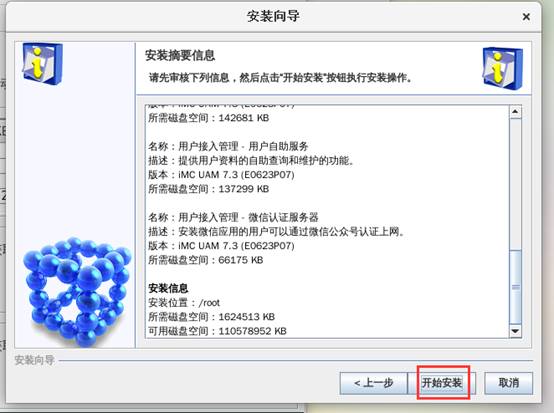 安装向导
安装摘要信息
请先审核下列信息，然后点击"开始安装"按钮执行安装操作。
版本：iMC UAM 7.3 (E0623P07)
所需磁盘空间：142681 KB
名称：用户接入管理 - 用户自助服务
描述：提供用户资料的自助查询和维护的功能。
版本：iMC UAM 7.3 (E0623P07)
所需磁盘空间：137299 KB
名称：用户接入管理 - 微信认证服务器
描述：安装微信应用的用户可以通过微信公众号认证上网。
版本：iMC UAM 7.3 (E0623P07)
所需磁盘空间：66175 KB
安装信息
安装位置：/root
所需磁盘空间：1624513 KB
可用磁盘空间：110578952 KB
安装向导
< 上一步
开始安装
取消